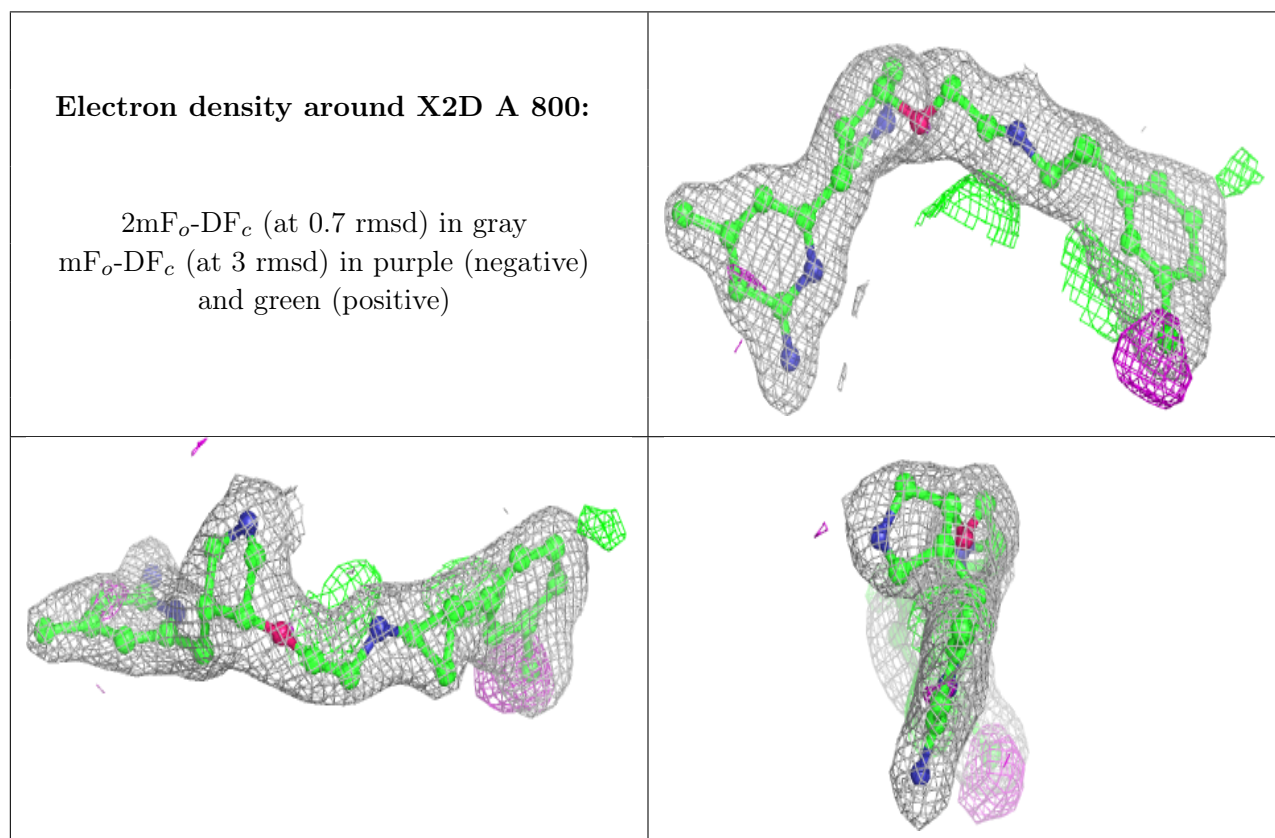 Electron density around X2D A 800:
2mFo-DFc (at 0.7 rmsd) in gray
mFo-DFc (at 3 rmsd) in purple (negative)
and green (positive)